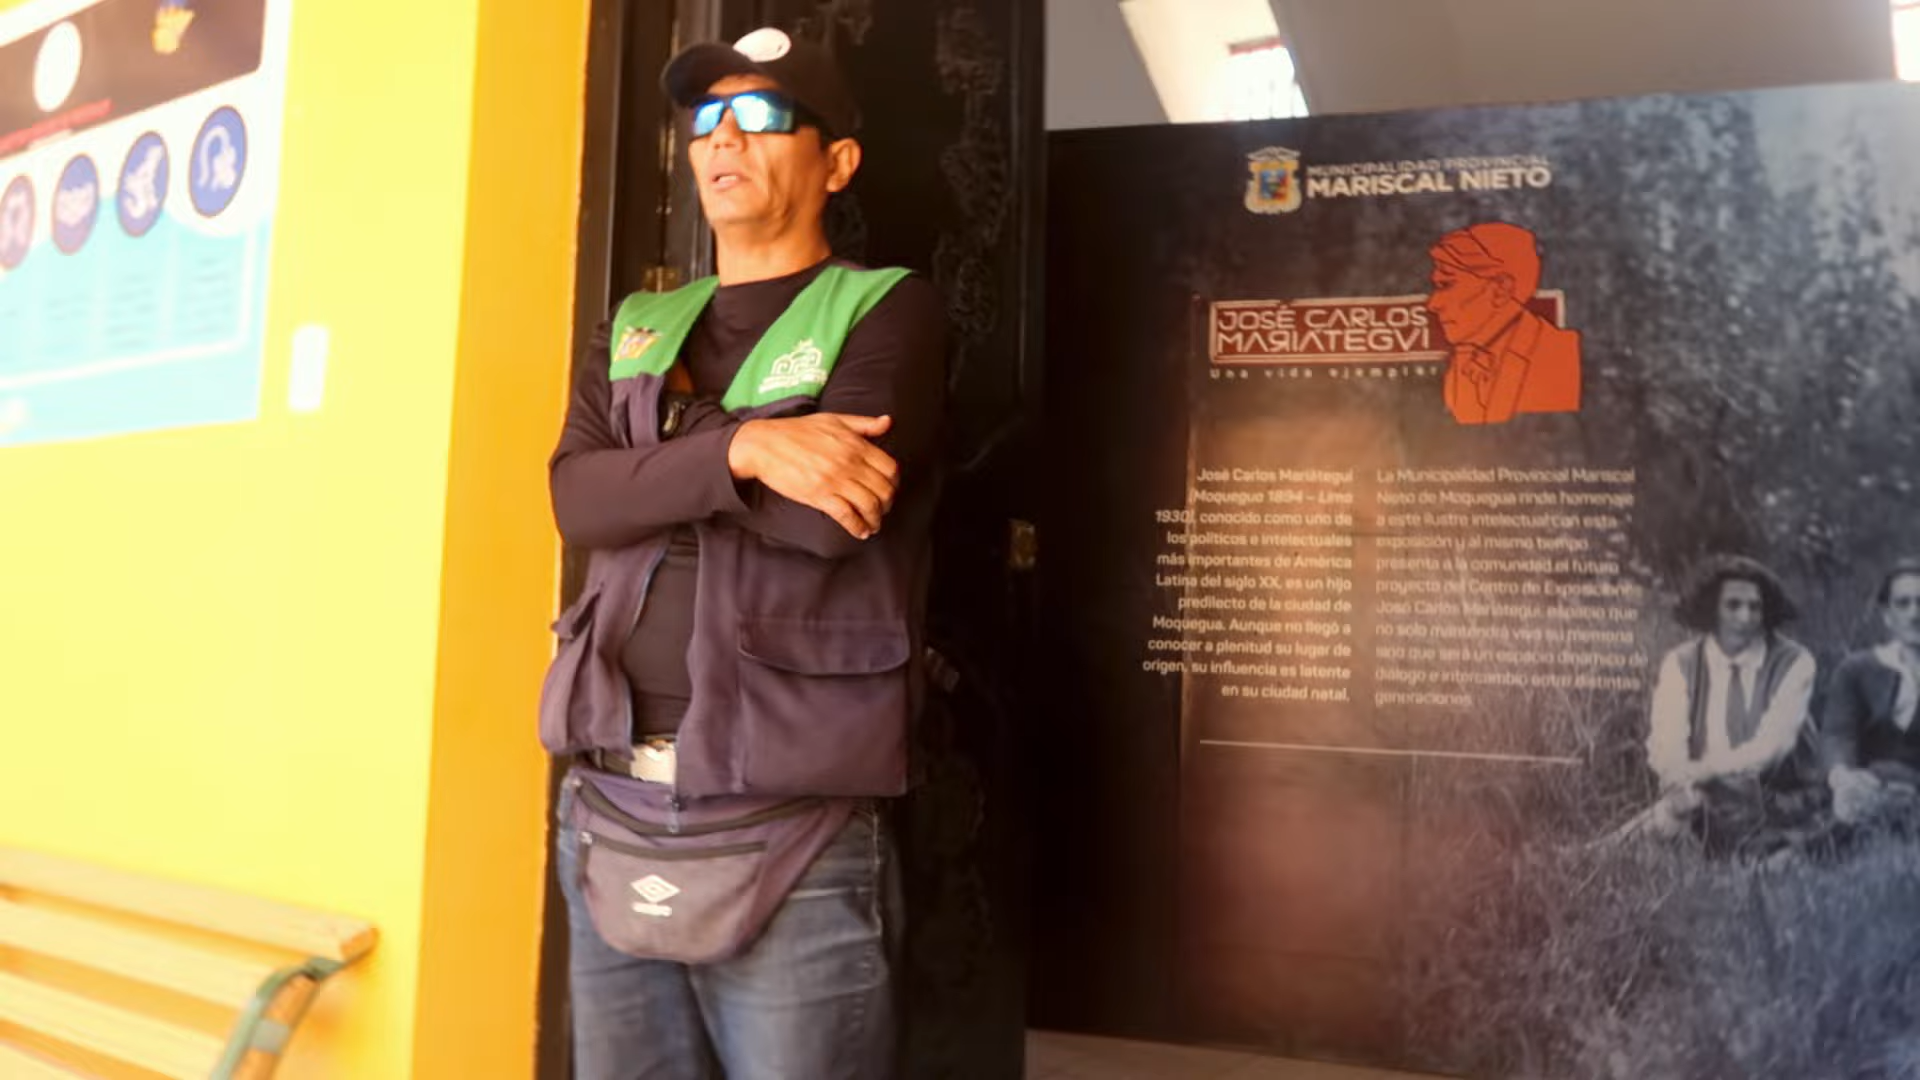 MUNICIPALIDAD PROVINCIAL
MARISCAL NIETO
JOSÉ CARLOS
MARIÁTEGVI
Una vida ejemplar
José Carlos Mariátegui
(Moquegua 1894 – Lima
1930), conocido como uno de
los políticos e intelectuales
más importantes de América
Latina del siglo XX, es un hijo
predilecto de la ciudad de
Moquegua. Aunque no llegó a
conocer a plenitud su lugar de
origen, su influencia es latente
en su ciudad natal.
La Municipalidad Provincial Mariscal
Nieto de Moquegua rinde homenaje
a este ilustre intelectual con esta
exposición y al mismo tiempo
presenta a la comunidad el futuro
proyecto del Centro de Exposiciones
José Carlos Mariátegui, espacio que
no solo mantendrá viva su memoria
sino que será un espacio dinámico de
diálogo e intercambio entre distintas
generaciones.